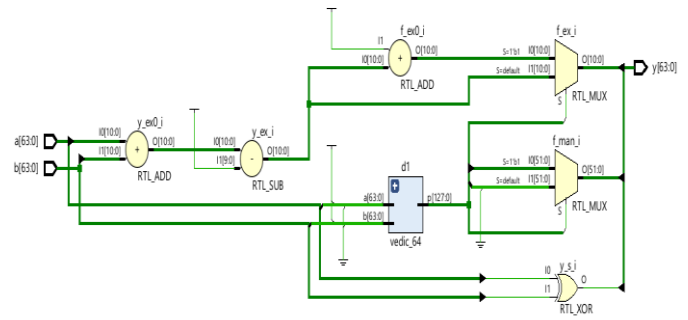 f_ex0_i
I1
I0[10:0]
+
O[10:0]
RTL_ADD
f_ex_i
S=1'b1
I0[10:0]
S=default
I1[10:0]
O[10:0]
S
RTL_MUX
y[63:0]
a[63:0]
b[63:0]
y_ex0_i
I0[10:0]
I1[10:0]
+
O[10:0]
RTL_ADD
y_ex_i
I0[10:0]
I1[9:0]
-
O[10:0]
RTL_SUB
d1
+
a[63:0]
b[63:0]
p[127:0]
vedic_64
f_man_i
S=1'b1
I0[51:0]
S=default
I1[51:0]
O[51:0]
S
RTL_MUX
y_s_i
I0
I1
O
RTL_XOR